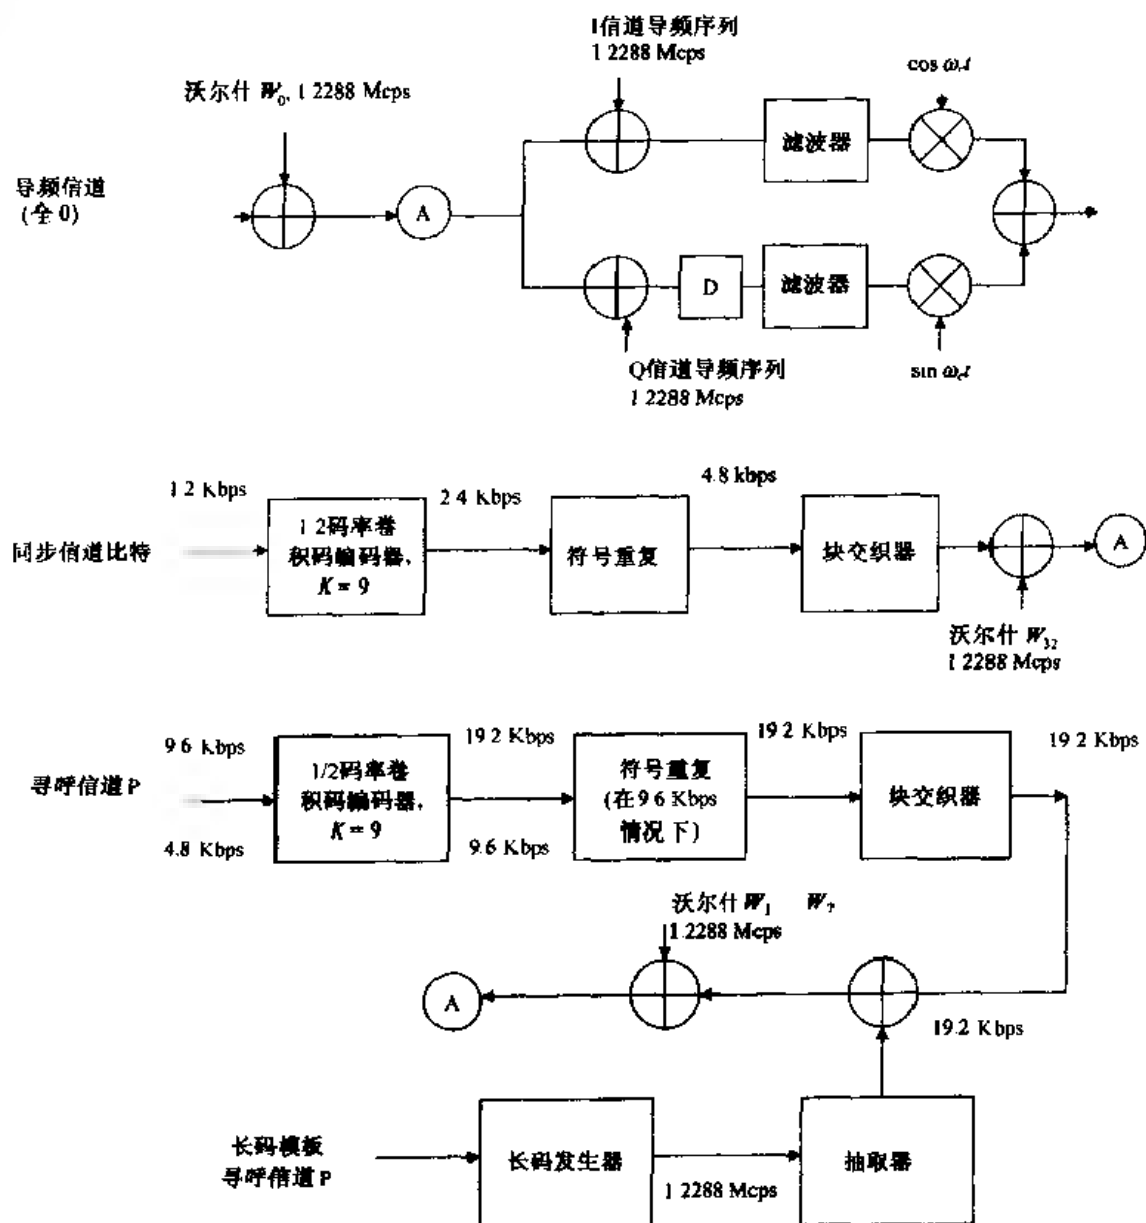 I信道导频序列
1 2288 Mcps
沃尔什 W₀, 1 2288 Mcps
cos ω_c t
导频信道
(全 0)
A
滤波器
D
滤波器
Q信道导频序列
1 2288 Mcps
sin ω_c t
同步信道比特
1 2 Kbps
1 2码率卷
积码编码器,
K = 9
2 4 Kbps
符号重复
4.8 kbps
块交织器
A
沃尔什 W₃₂
1 2288 Mcps
寻呼信道 P
9 6 Kbps
4.8 Kbps
1/2码率卷
积码编码器,
K = 9
19 2 Kbps
9.6 Kbps
符号重复
(在 9 6 Kbps
情况下)
19 2 Kbps
块交织器
19 2 Kbps
沃尔什 W₁ W₇
1 2288 Mcps
A
19.2 Kbps
长码模板
寻呼信道 P
长码发生器
1 2288 Mcps
抽取器